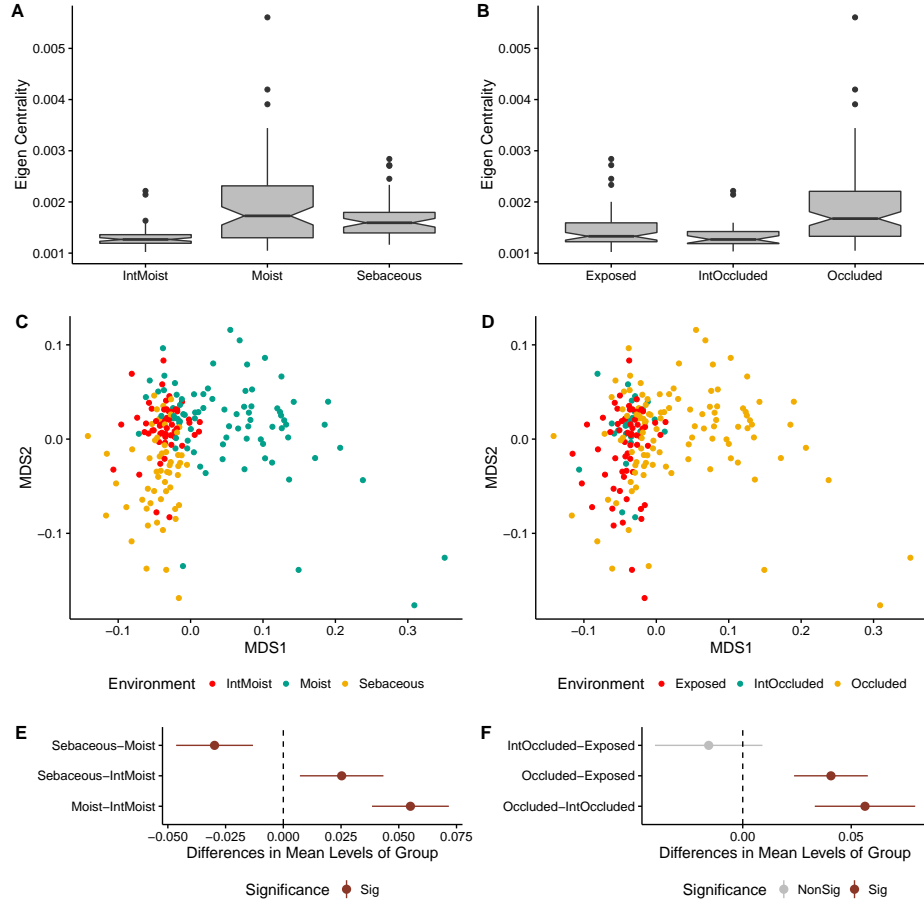 A
Eigen Centrality
0.005
0.004
0.003
0.002
0.001
IntMoist Moist Sebaceous
B
Eigen Centrality
0.005
0.004
0.003
0.002
0.001
Exposed IntOccluded Occluded
C
MDS2
0.1
0.0
−0.1
−0.1 0.0 0.1 0.2 0.3
MDS1
Environment IntMoist Moist Sebaceous
D
MDS2
0.1
0.0
−0.1
−0.1 0.0 0.1 0.2 0.3
MDS1
Environment Exposed IntOccluded Occluded
E
Sebaceous−Moist
Sebaceous−IntMoist
Moist−IntMoist
−0.050 −0.025 0.000 0.025 0.050 0.075
Differences in Mean Levels of Group
Significance Sig
F
IntOccluded−Exposed
Occluded−Exposed
Occluded−IntOccluded
0.00 0.05
Differences in Mean Levels of Group
Significance NonSig Sig